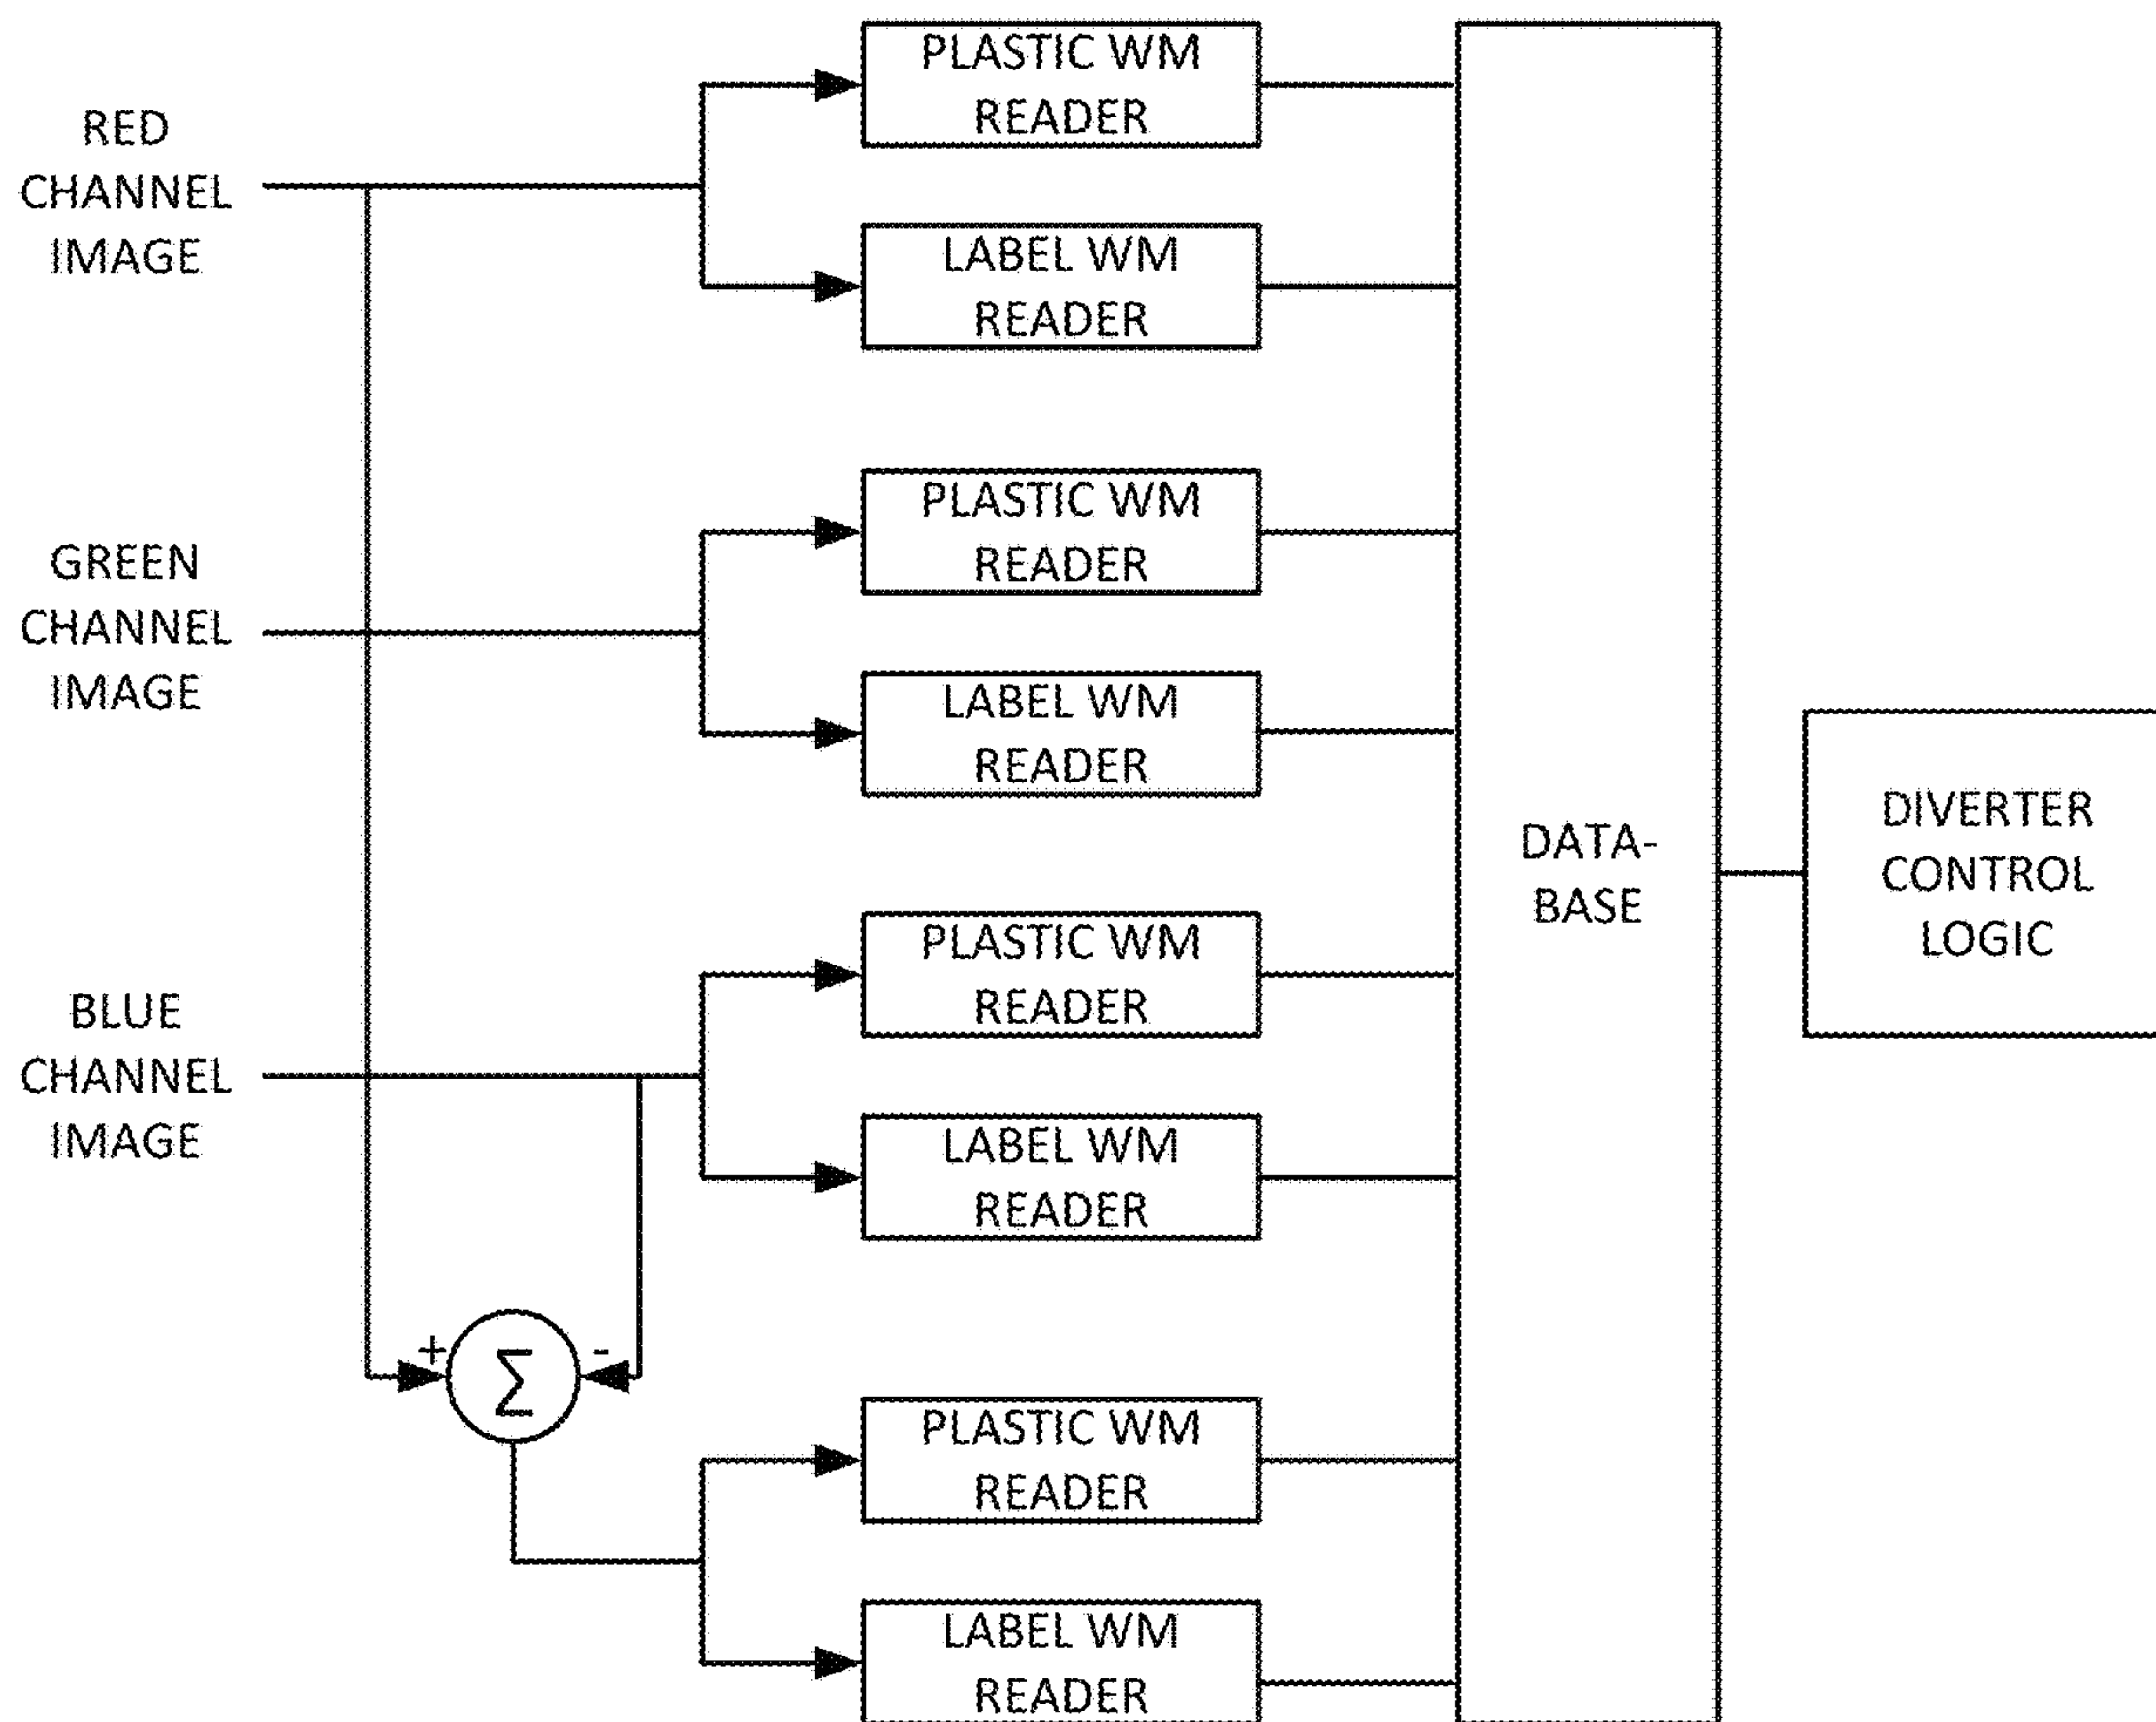 RED
CHANNEL
IMAGE
PLASTIC WM
READER
LABEL WM
READER
GREEN
CHANNEL
IMAGE
PLASTIC WM
READER
LABEL WM
READER
BLUE
CHANNEL
IMAGE
PLASTIC WM
READER
LABEL WM
READER
+
Σ
-
PLASTIC WM
READER
LABEL WM
READER
DATA-
BASE
DIVERTER
CONTROL
LOGIC